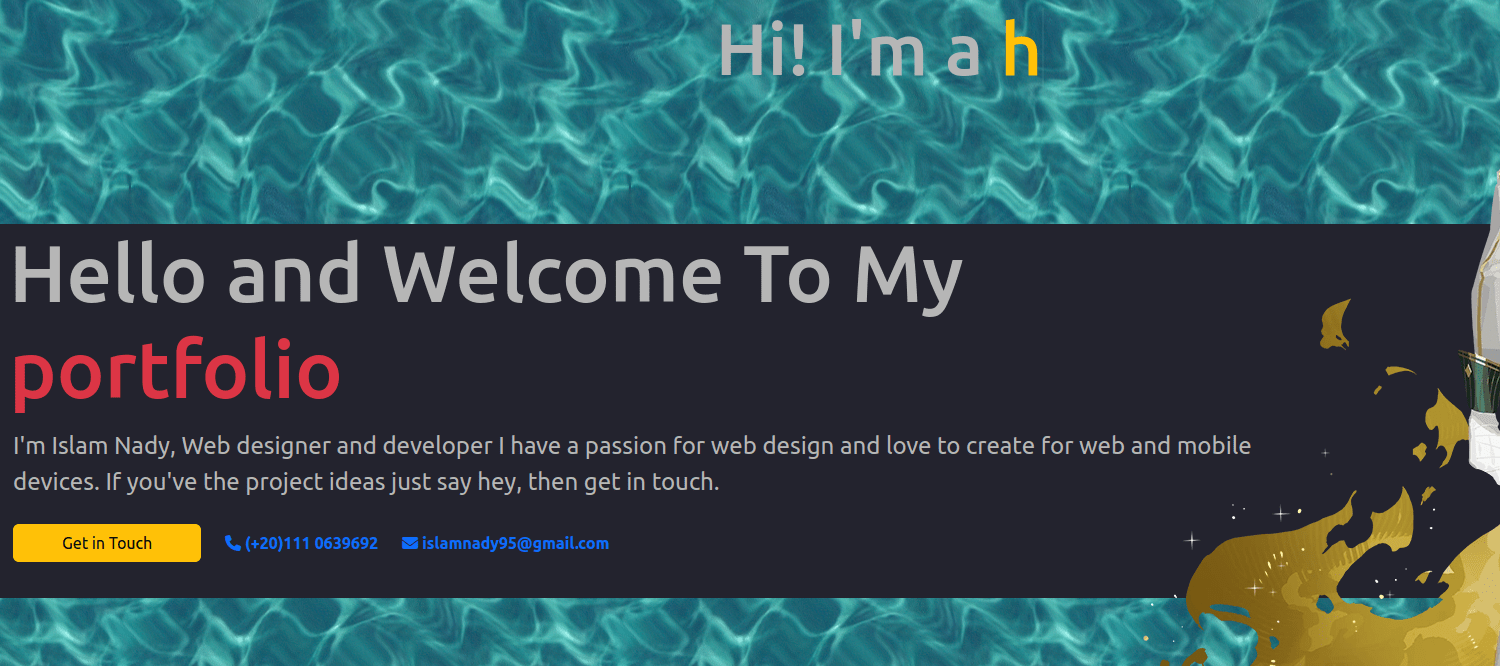 Hi! I'm a h
Hello and Welcome To My
portfolio
I'm Islam Nady, Web designer and developer I have a passion for web design and love to create for web and mobile
devices. If you've the project ideas just say hey, then get in touch.
Get in Touch (+20)111 0639692 islamnady95@gmail.com